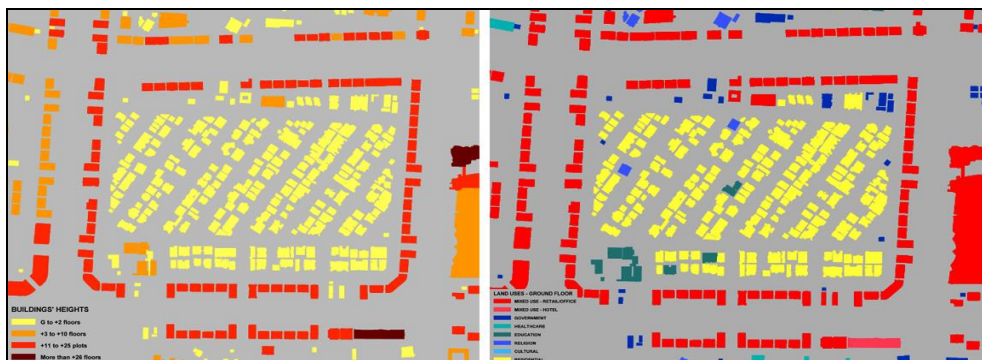 BUILDINGS' HEIGHTS
G to +2 floors
+3 to +10 floors
+11 to +25 plots
More than +26 floors
LAND USES - GROUND FLOOR
MIXED USE - RETAIL/OFFICE
MIXED USE - HOTEL
GOVERNMENT
HEALTHCARE
EDUCATION
RELIGION
CULTURAL
RESIDENTIAL